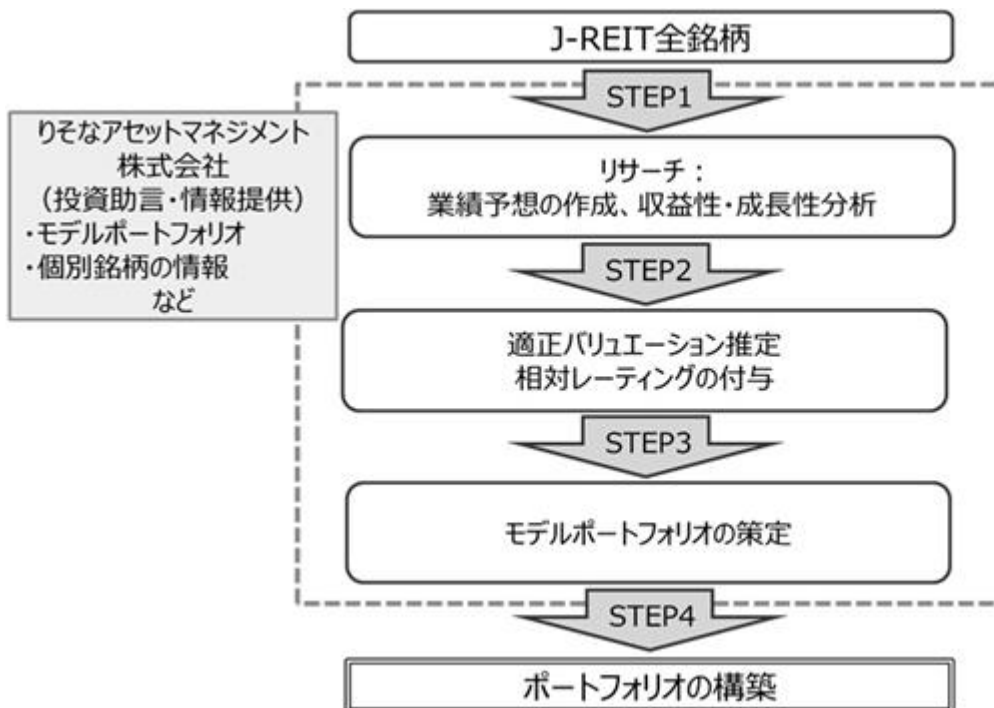 J-REIT全銘柄
STEP1
りそなアセットマネジメント
株式会社
（投資助言・情報提供）
・モデルポートフォリオ
・個別銘柄の情報
など
リサーチ：
業績予想の作成、収益性・成長性分析
STEP2
適正バリュエーション推定
相対レーティングの付与
STEP3
モデルポートフォリオの策定
STEP4
ポートフォリオの構築